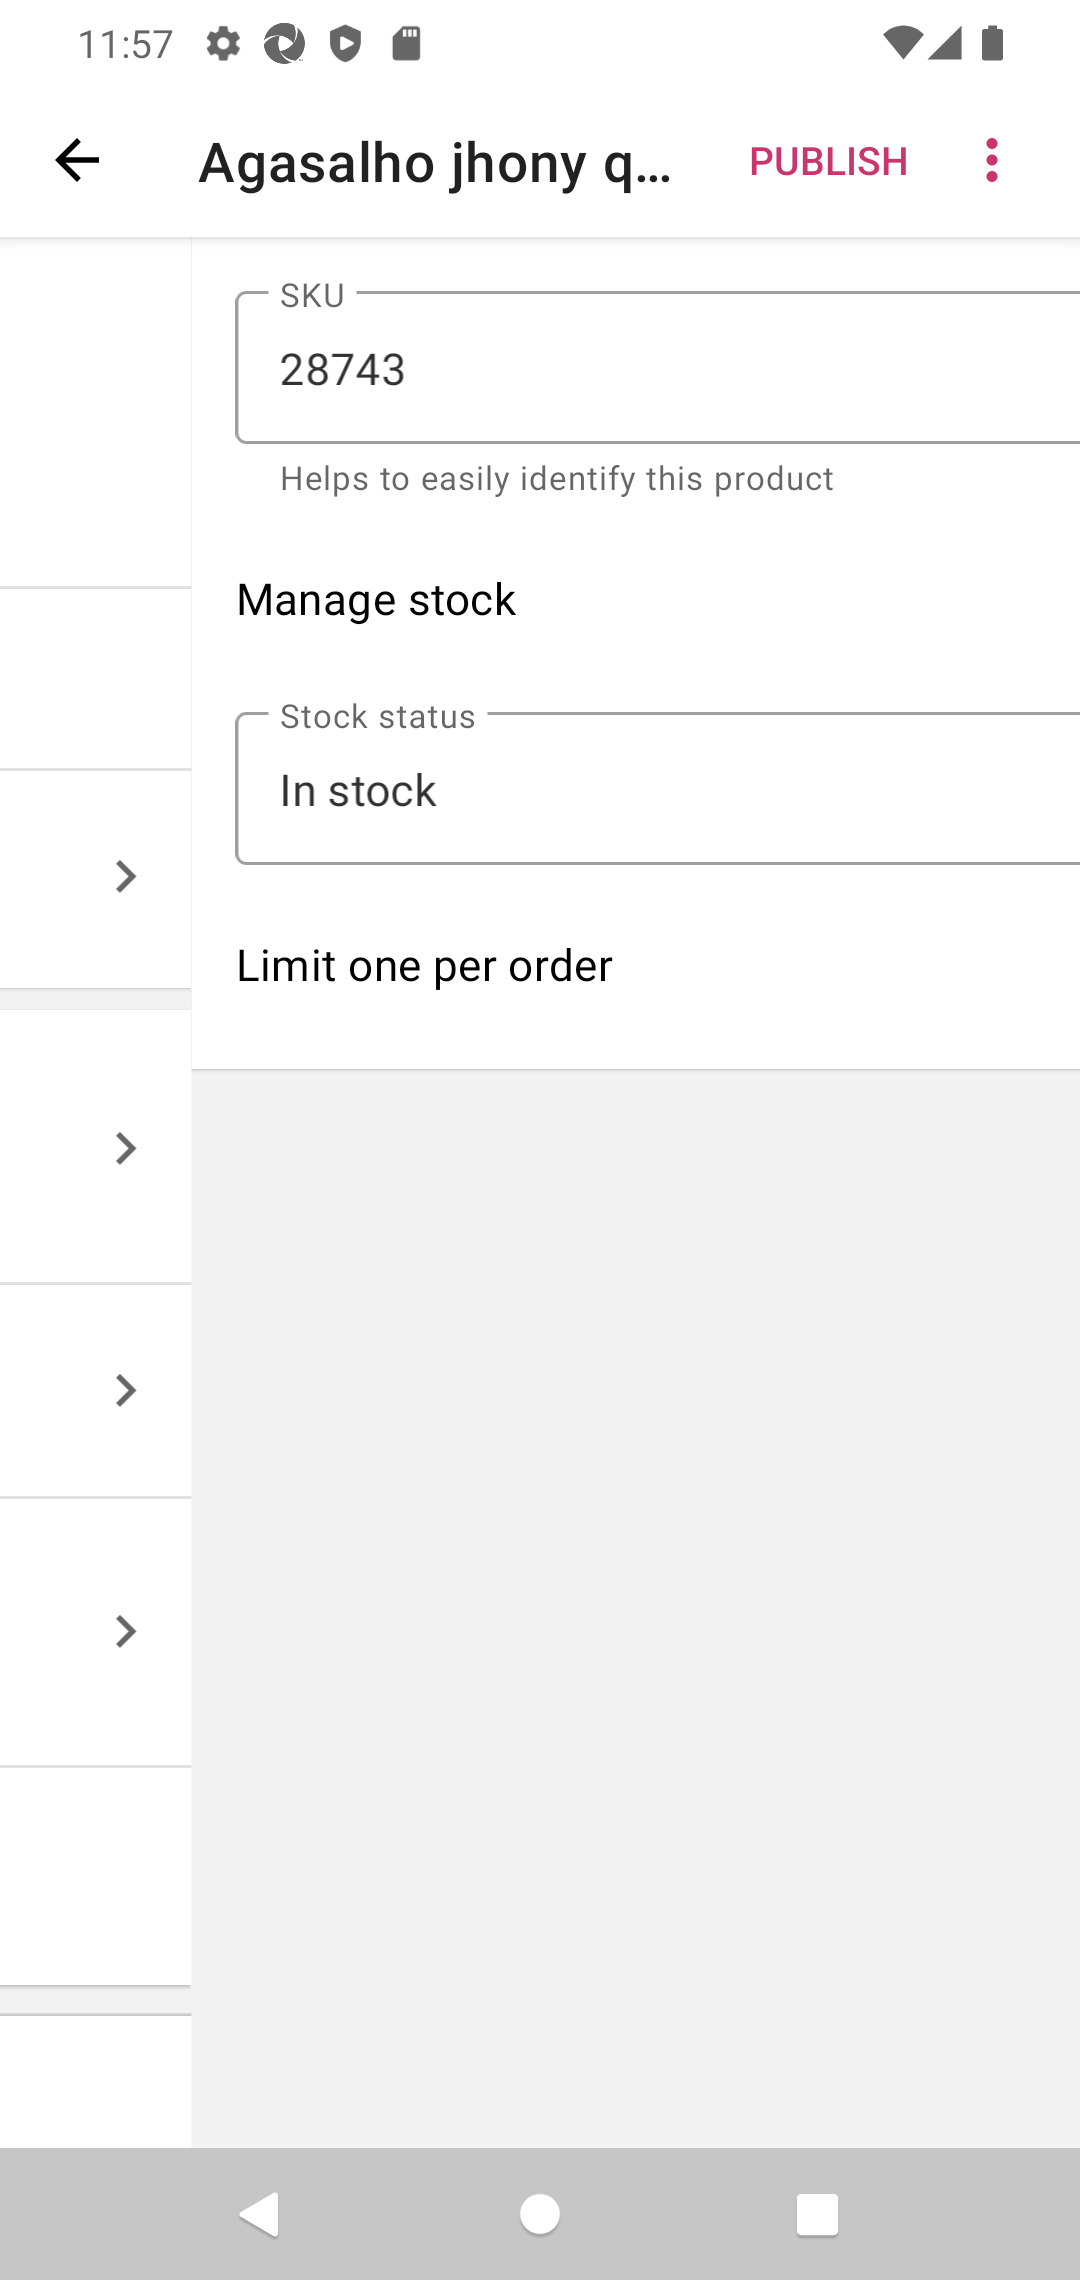 11:57
Agasalho jhony q...
PUBLISH
SKU
28743
Helps to easily identify this product
Manage stock
Stock status
In stock
Limit one per order